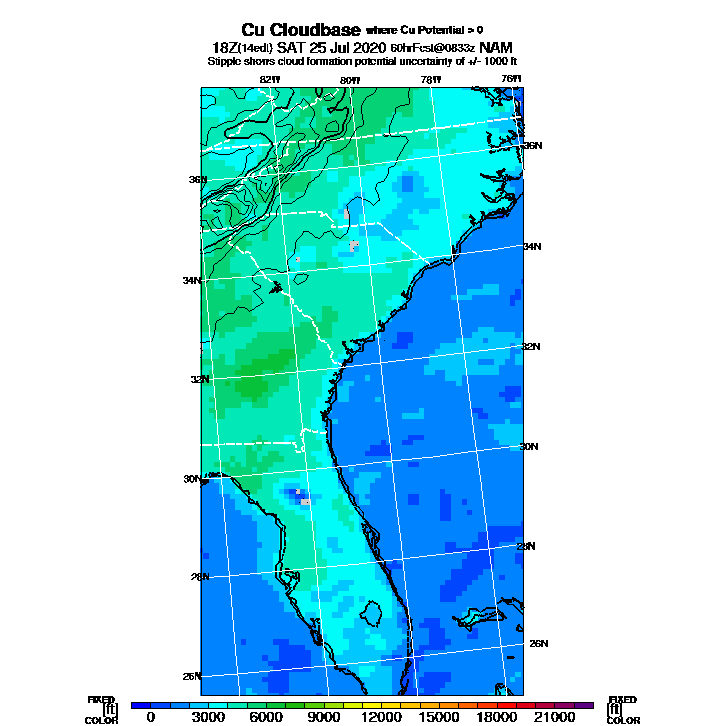 Cu Cloudbase where Cu Potential > 0
18Z(14edt) SAT 25 Jul 2020 60hrFcst@0833z NAM
Stipple shows cloud formation potential uncertainty of +/- 1000 ft
82W 80W 78W 76W
36N
36N
34N
34N
32N
32N
30N
30N
28N
28N
26N
26N
FIXED FIXED
[ft] [ft]
COLOR COLOR
0 3000 6000 9000 12000 15000 18000 21000